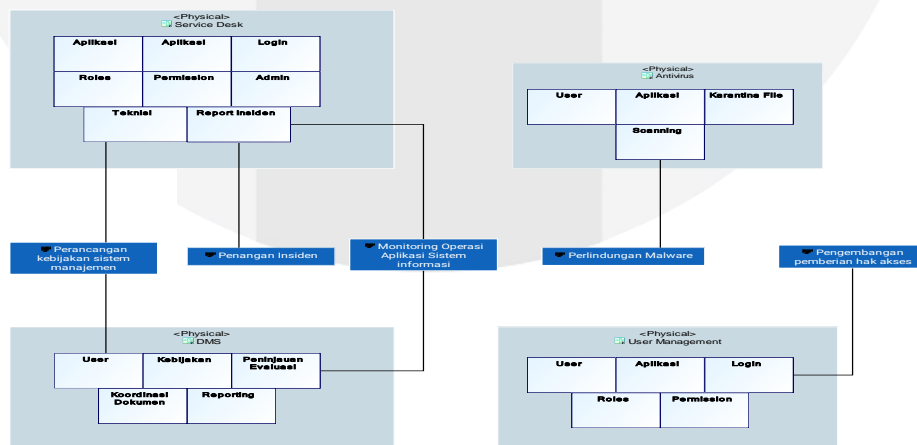 <Physical>
Service Desk
Aplikasi
Aplikasi
Login
Roles
Permission
Admin
Teknisi
Report Insiden
<Physical>
Antivirus
User
Aplikasi
Karantina File
Scanning
Perancangan
kebijakan sistem
manajemen
Penangan Insiden
Monitoring Operasi
Aplikasi Sistem
informasi
Perlindungan Malware
Pengembangan
pemberian hak akses
<Physical>
DMS
User
Kebijakan
Peninjauan
Evaluasi
Koordinasi
Dokumen
Reporting
<Physical>
User Management
User
Aplikasi
Login
Roles
Permission